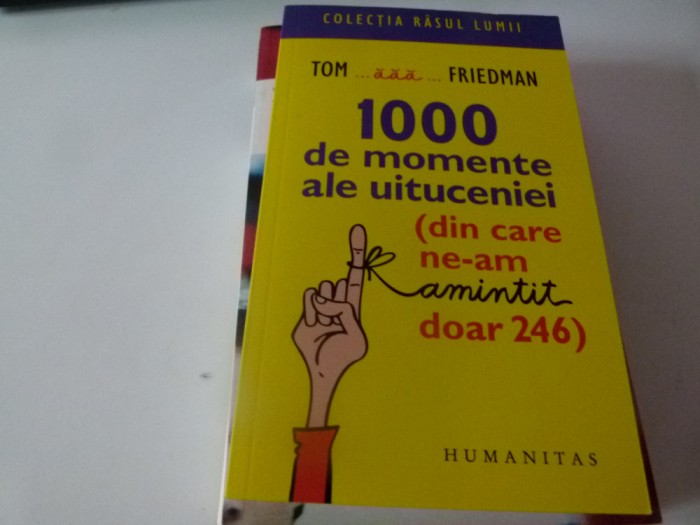 COLECȚIA RÂSUL LUMII
TOM ... ăăă ... FRIEDMAN
1000
de momente
ale uituceniei
(din care
ne-am
amintit
doar 246)
HUMANITAS